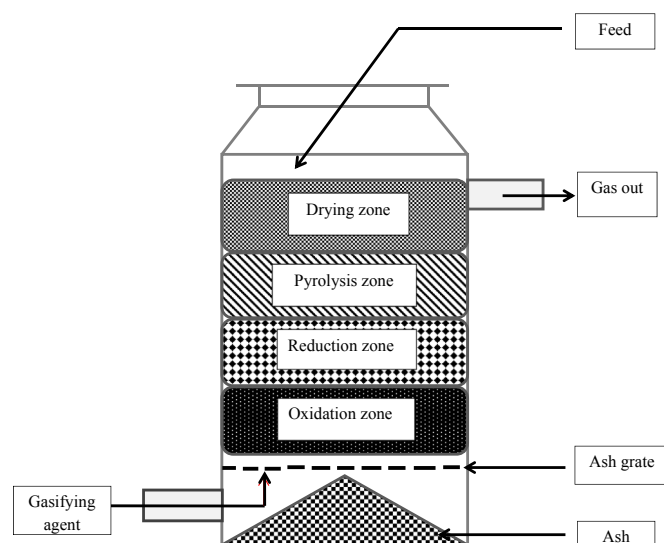 Feed
Gas out
Drying zone
Pyrolysis zone
Reduction zone
Oxidation zone
Ash grate
Gasifying
agent
Ash